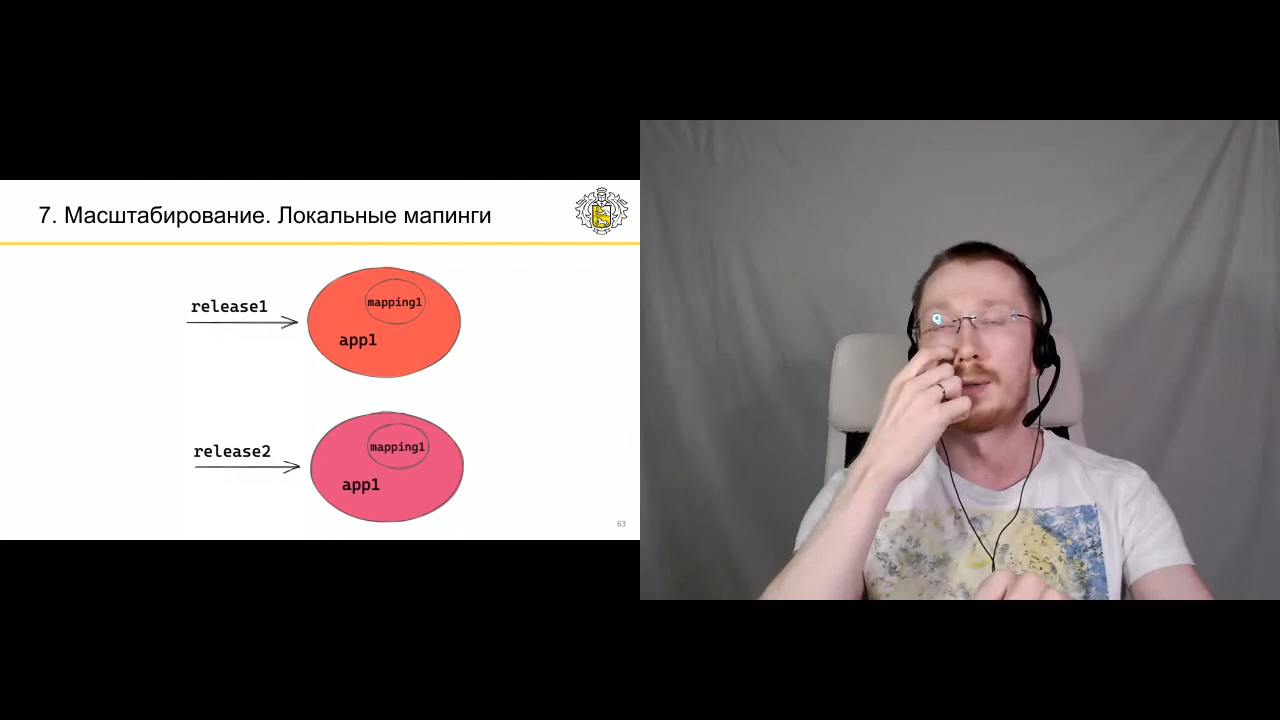 7. Масштабирование. Локальные мапинги
release1
mapping1
app1
release2
mapping1
app1
63